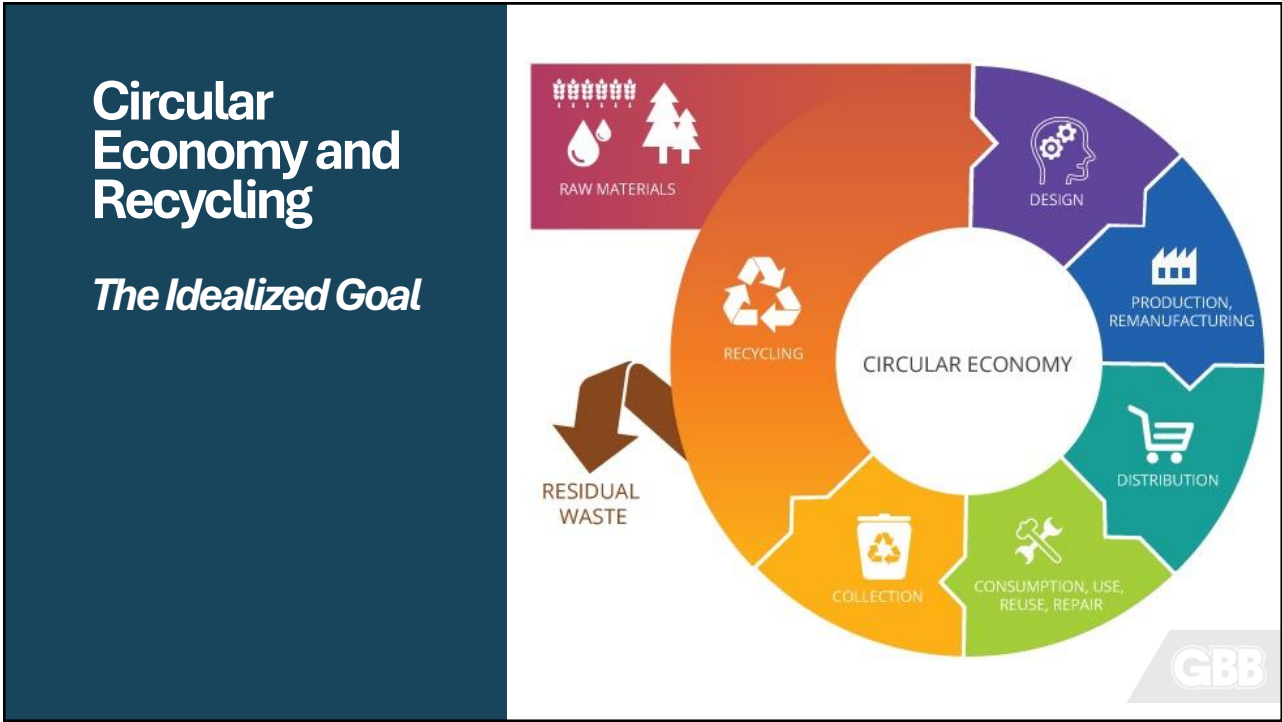 Circular
Economy and
Recycling
The Idealized Goal
RAW MATERIALS
DESIGN
PRODUCTION,
REMANUFACTURING
RECYCLING
CIRCULAR ECONOMY
DISTRIBUTION
RESIDUAL
WASTE
COLLECTION
CONSUMPTION, USE,
REUSE, REPAIR
GBB